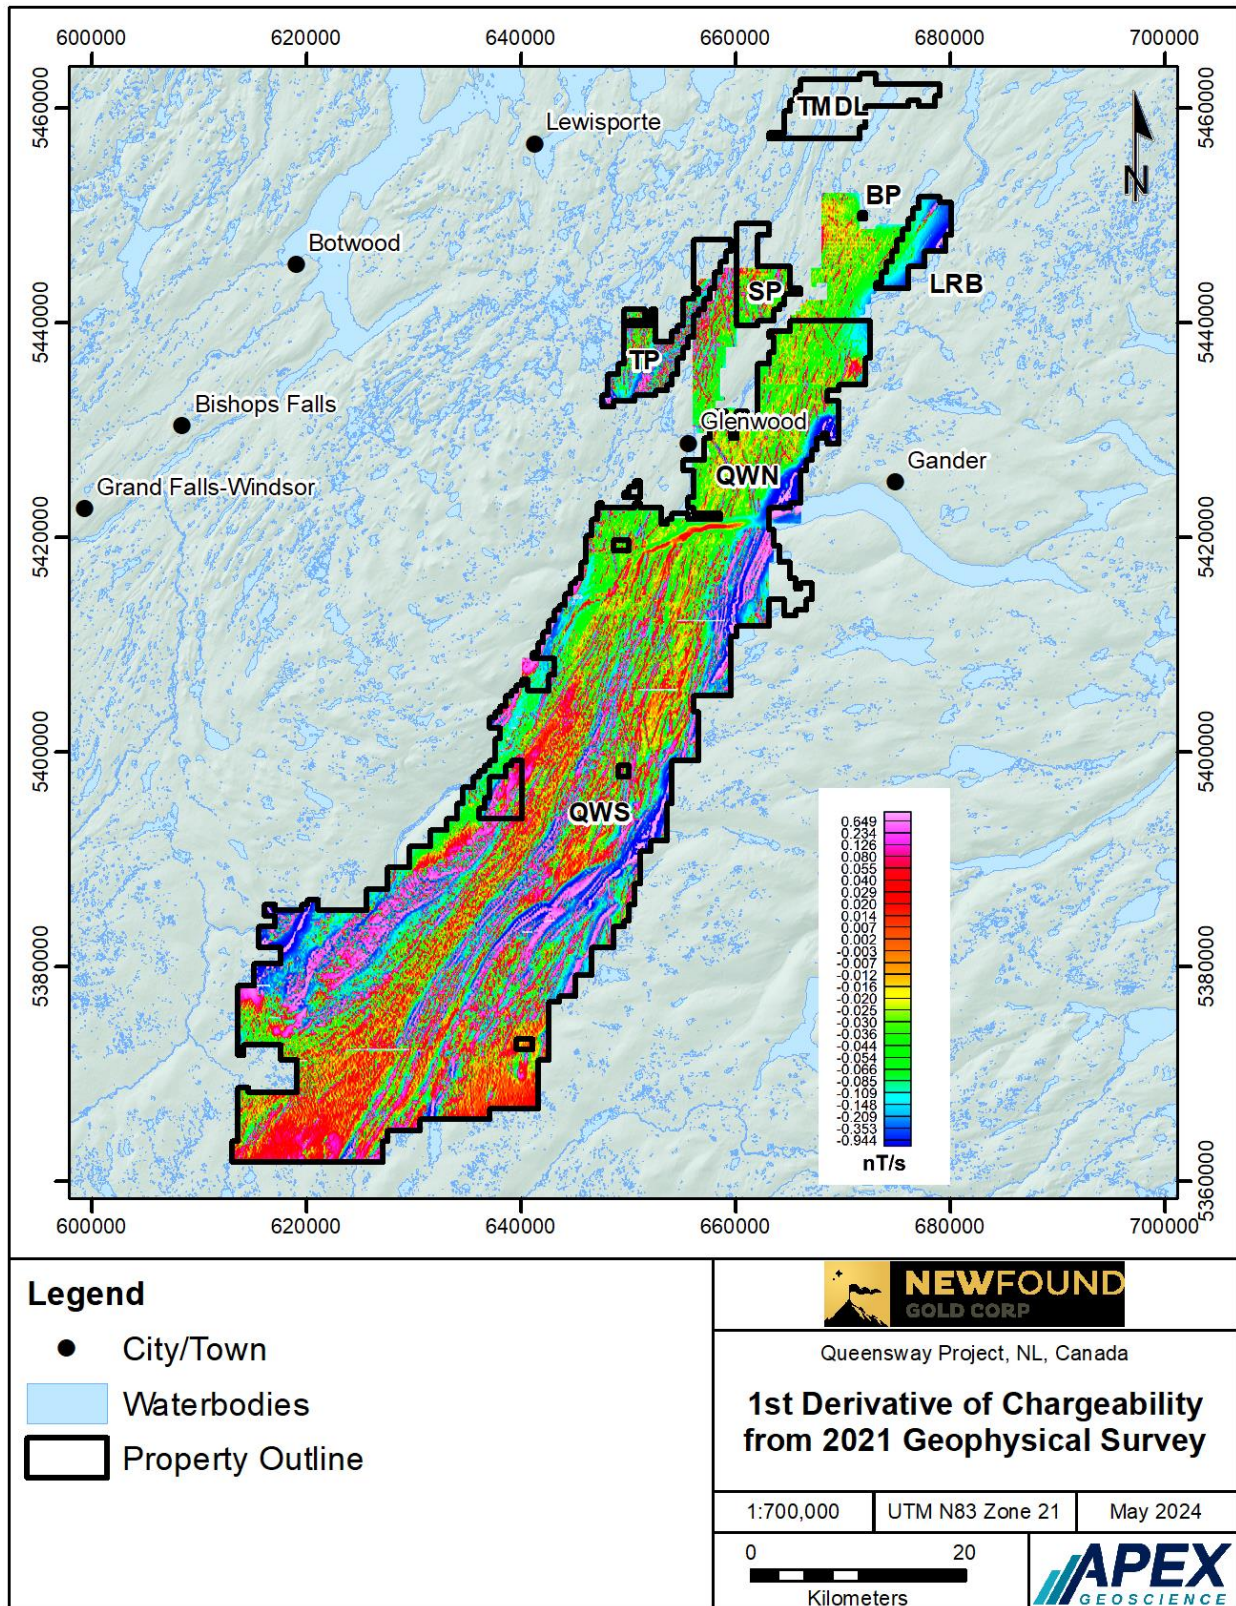 600000 620000 640000 660000 680000 700000
5460000 5460000
TMDL
Lewisporte
N
BP
Botwood
LRB
SP
5440000 5440000
TP
Bishops Falls
Glenwood
Gander
QWN
Grand Falls-Windsor
5420000 5420000
5400000 5400000
QWS
0.649
0.234
0.126
0.080
0.055
0.040
0.029
0.020
0.014
0.007
0.002
-0.003
-0.007
-0.012
-0.016
-0.020
-0.025
-0.030
-0.036
-0.044
-0.054
-0.066
-0.085
-0.109
-0.148
-0.209
-0.353
-0.944
nT/s
5380000 5380000
5360000
600000 620000 640000 660000 680000 700000
Legend
City/Town
Waterbodies
Property Outline
NEWFOUND
GOLD CORP
Queensway Project, NL, Canada
1st Derivative of Chargeability
from 2021 Geophysical Survey
1:700,000 UTM N83 Zone 21 May 2024
0 20
Kilometers
APEX
GEOSCIENCE